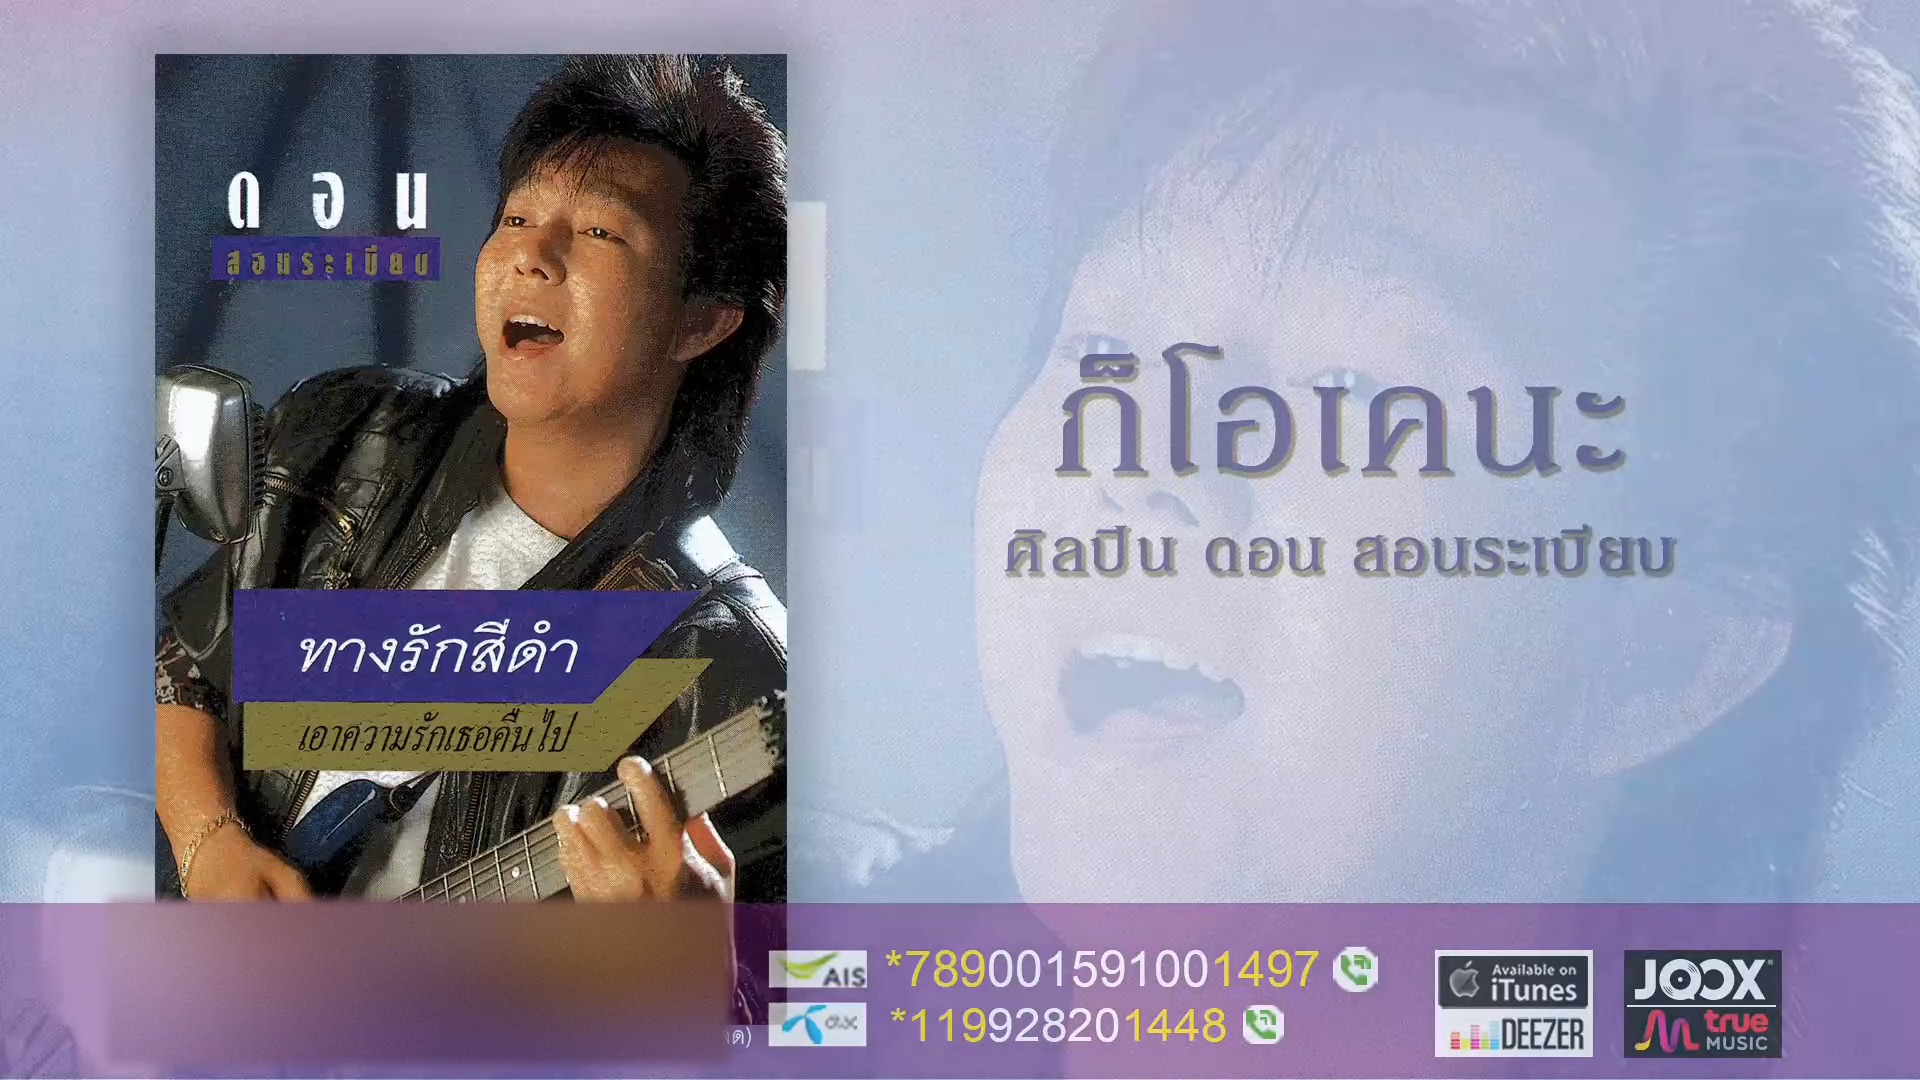 ดอน
สอนระเบียบ
ทางรักสีดำ
เอาความรักเธอคืนไป
ก็โอเคนะ
ศิลปิน ดอน สอนระเบียบ
AIS *789001591001497
*119928201448
Available on
iTunes
DEEZER
JOOX
true
MUSIC